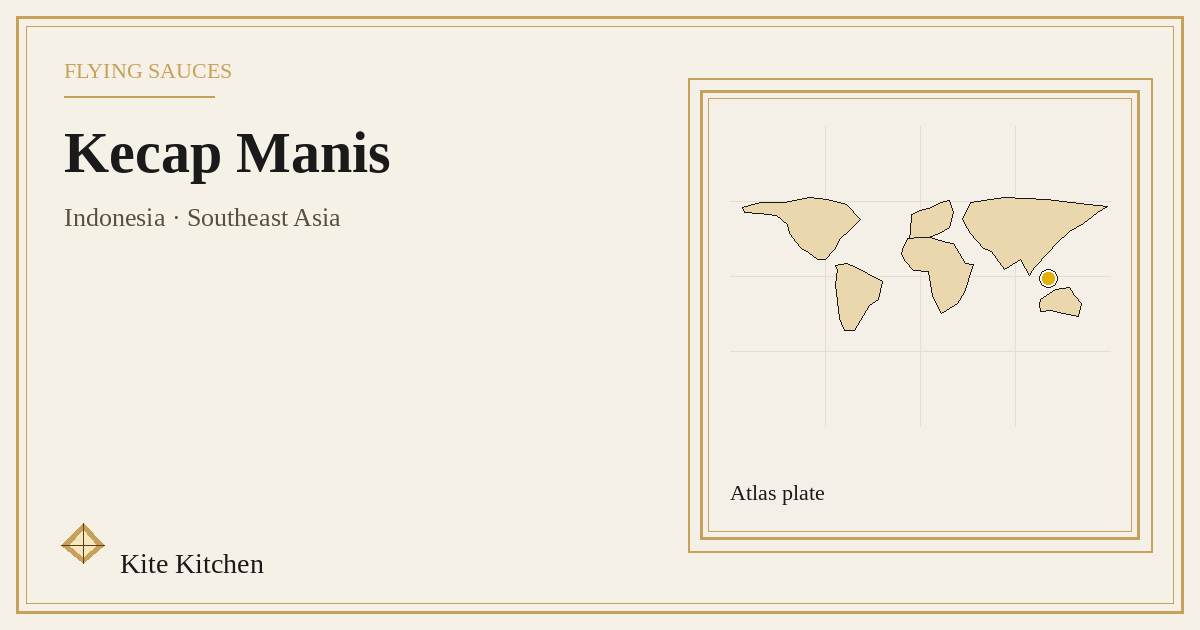 FLYING SAUCES
Kecap Manis
Indonesia · Southeast Asia
Atlas plate
Kite Kitchen